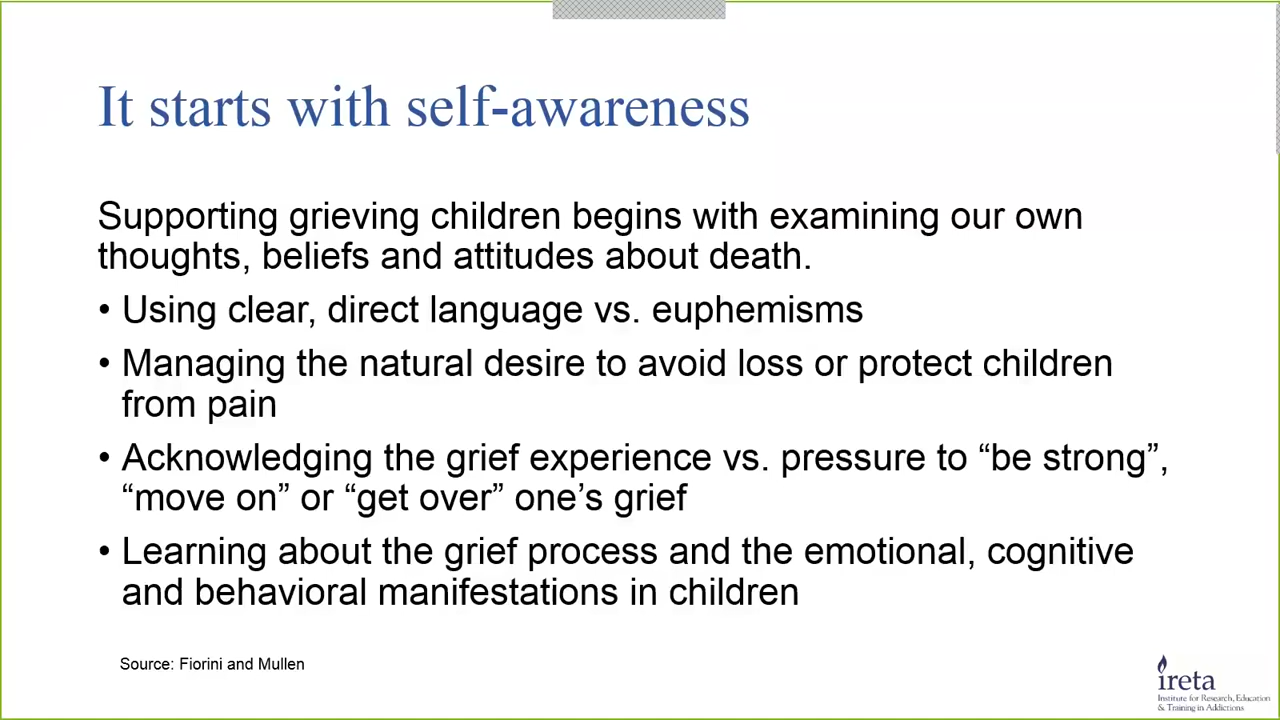 It starts with self-awareness
Supporting grieving children begins with examining our own
thoughts, beliefs and attitudes about death.
• Using clear, direct language vs. euphemisms
• Managing the natural desire to avoid loss or protect children
from pain
• Acknowledging the grief experience vs. pressure to “be strong”,
“move on” or “get over” one’s grief
• Learning about the grief process and the emotional, cognitive
and behavioral manifestations in children
Source: Fiorini and Mullen
ireta
Institute for Research, Education
& Training in Addictions